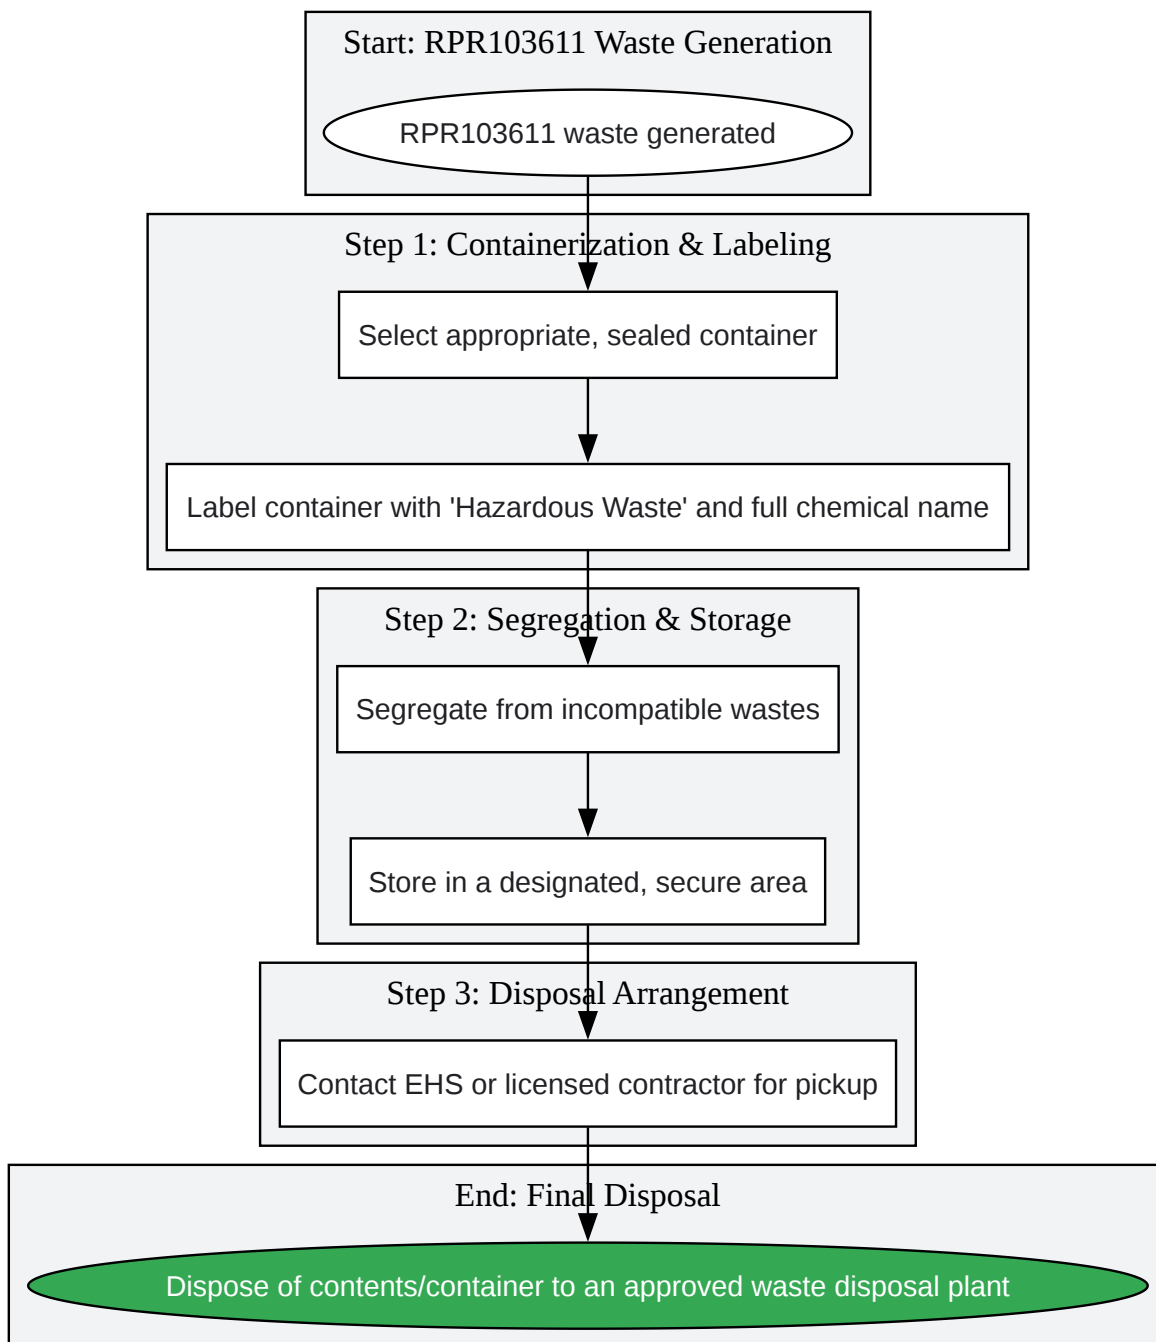 Start: RPR103611 Waste Generation
RPR103611 waste generated
Step 1: Containerization & Labeling
Select appropriate, sealed container
Label container with 'Hazardous Waste' and full chemical name
Step 2: Segregation & Storage
Segregate from incompatible wastes
Store in a designated, secure area
Step 3: Disposal Arrangement
Contact EHS or licensed contractor for pickup
End: Final Disposal
Dispose of contents/container to an approved waste disposal plant